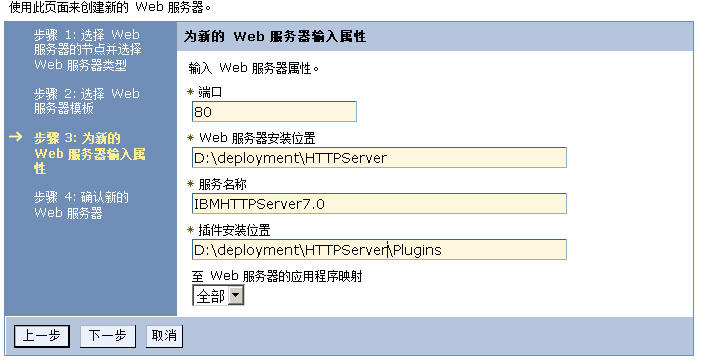 使用此页面来创建新的 Web 服务器。
步骤 1: 选择 Web
服务器的节点并选择
Web 服务器类型
步骤 2: 选择 Web
服务器模板
步骤 3: 为新的
Web 服务器输入属
性
步骤 4: 确认新的
Web 服务器
为新的 Web 服务器输入属性
输入 Web 服务器属性。
* 端口
80
* Web 服务器安装位置
D:\deployment\HTTPServer
* 服务名称
IBMHTTPServer7.0
* 插件安装位置
D:\deployment\HTTPServer\Plugins
至 Web 服务器的应用程序映射
全部
上一步 下一步 取消